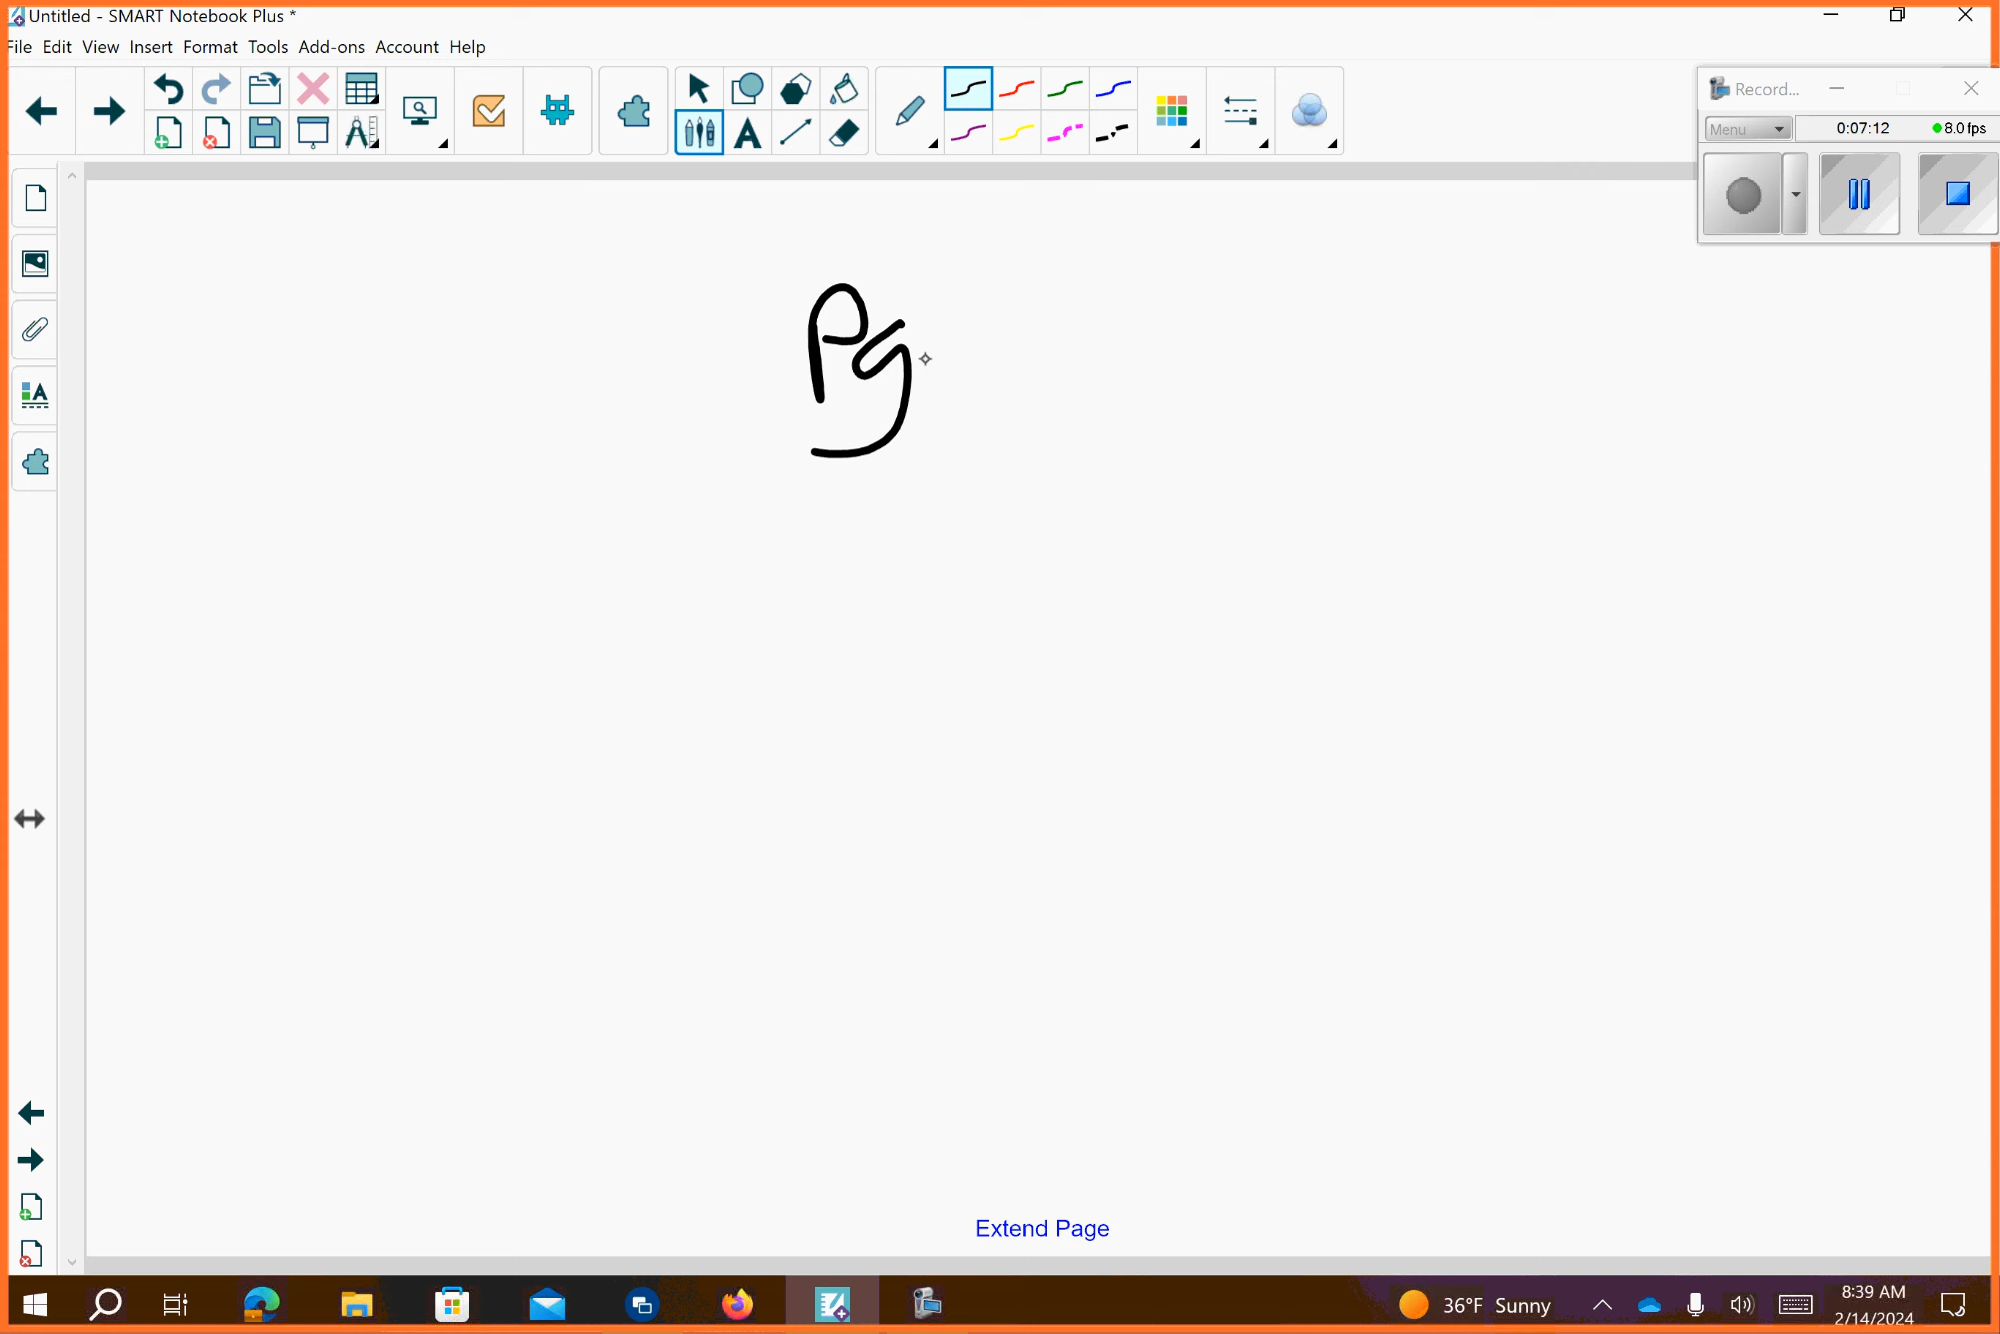 Untitled - SMART Notebook Plus *
File Edit View Insert Format Tools Add-ons Account Help
Record...
Menu 0:07:12 8.0 fps
Pg
Extend Page
36°F Sunny
8:39 AM
2/14/2024